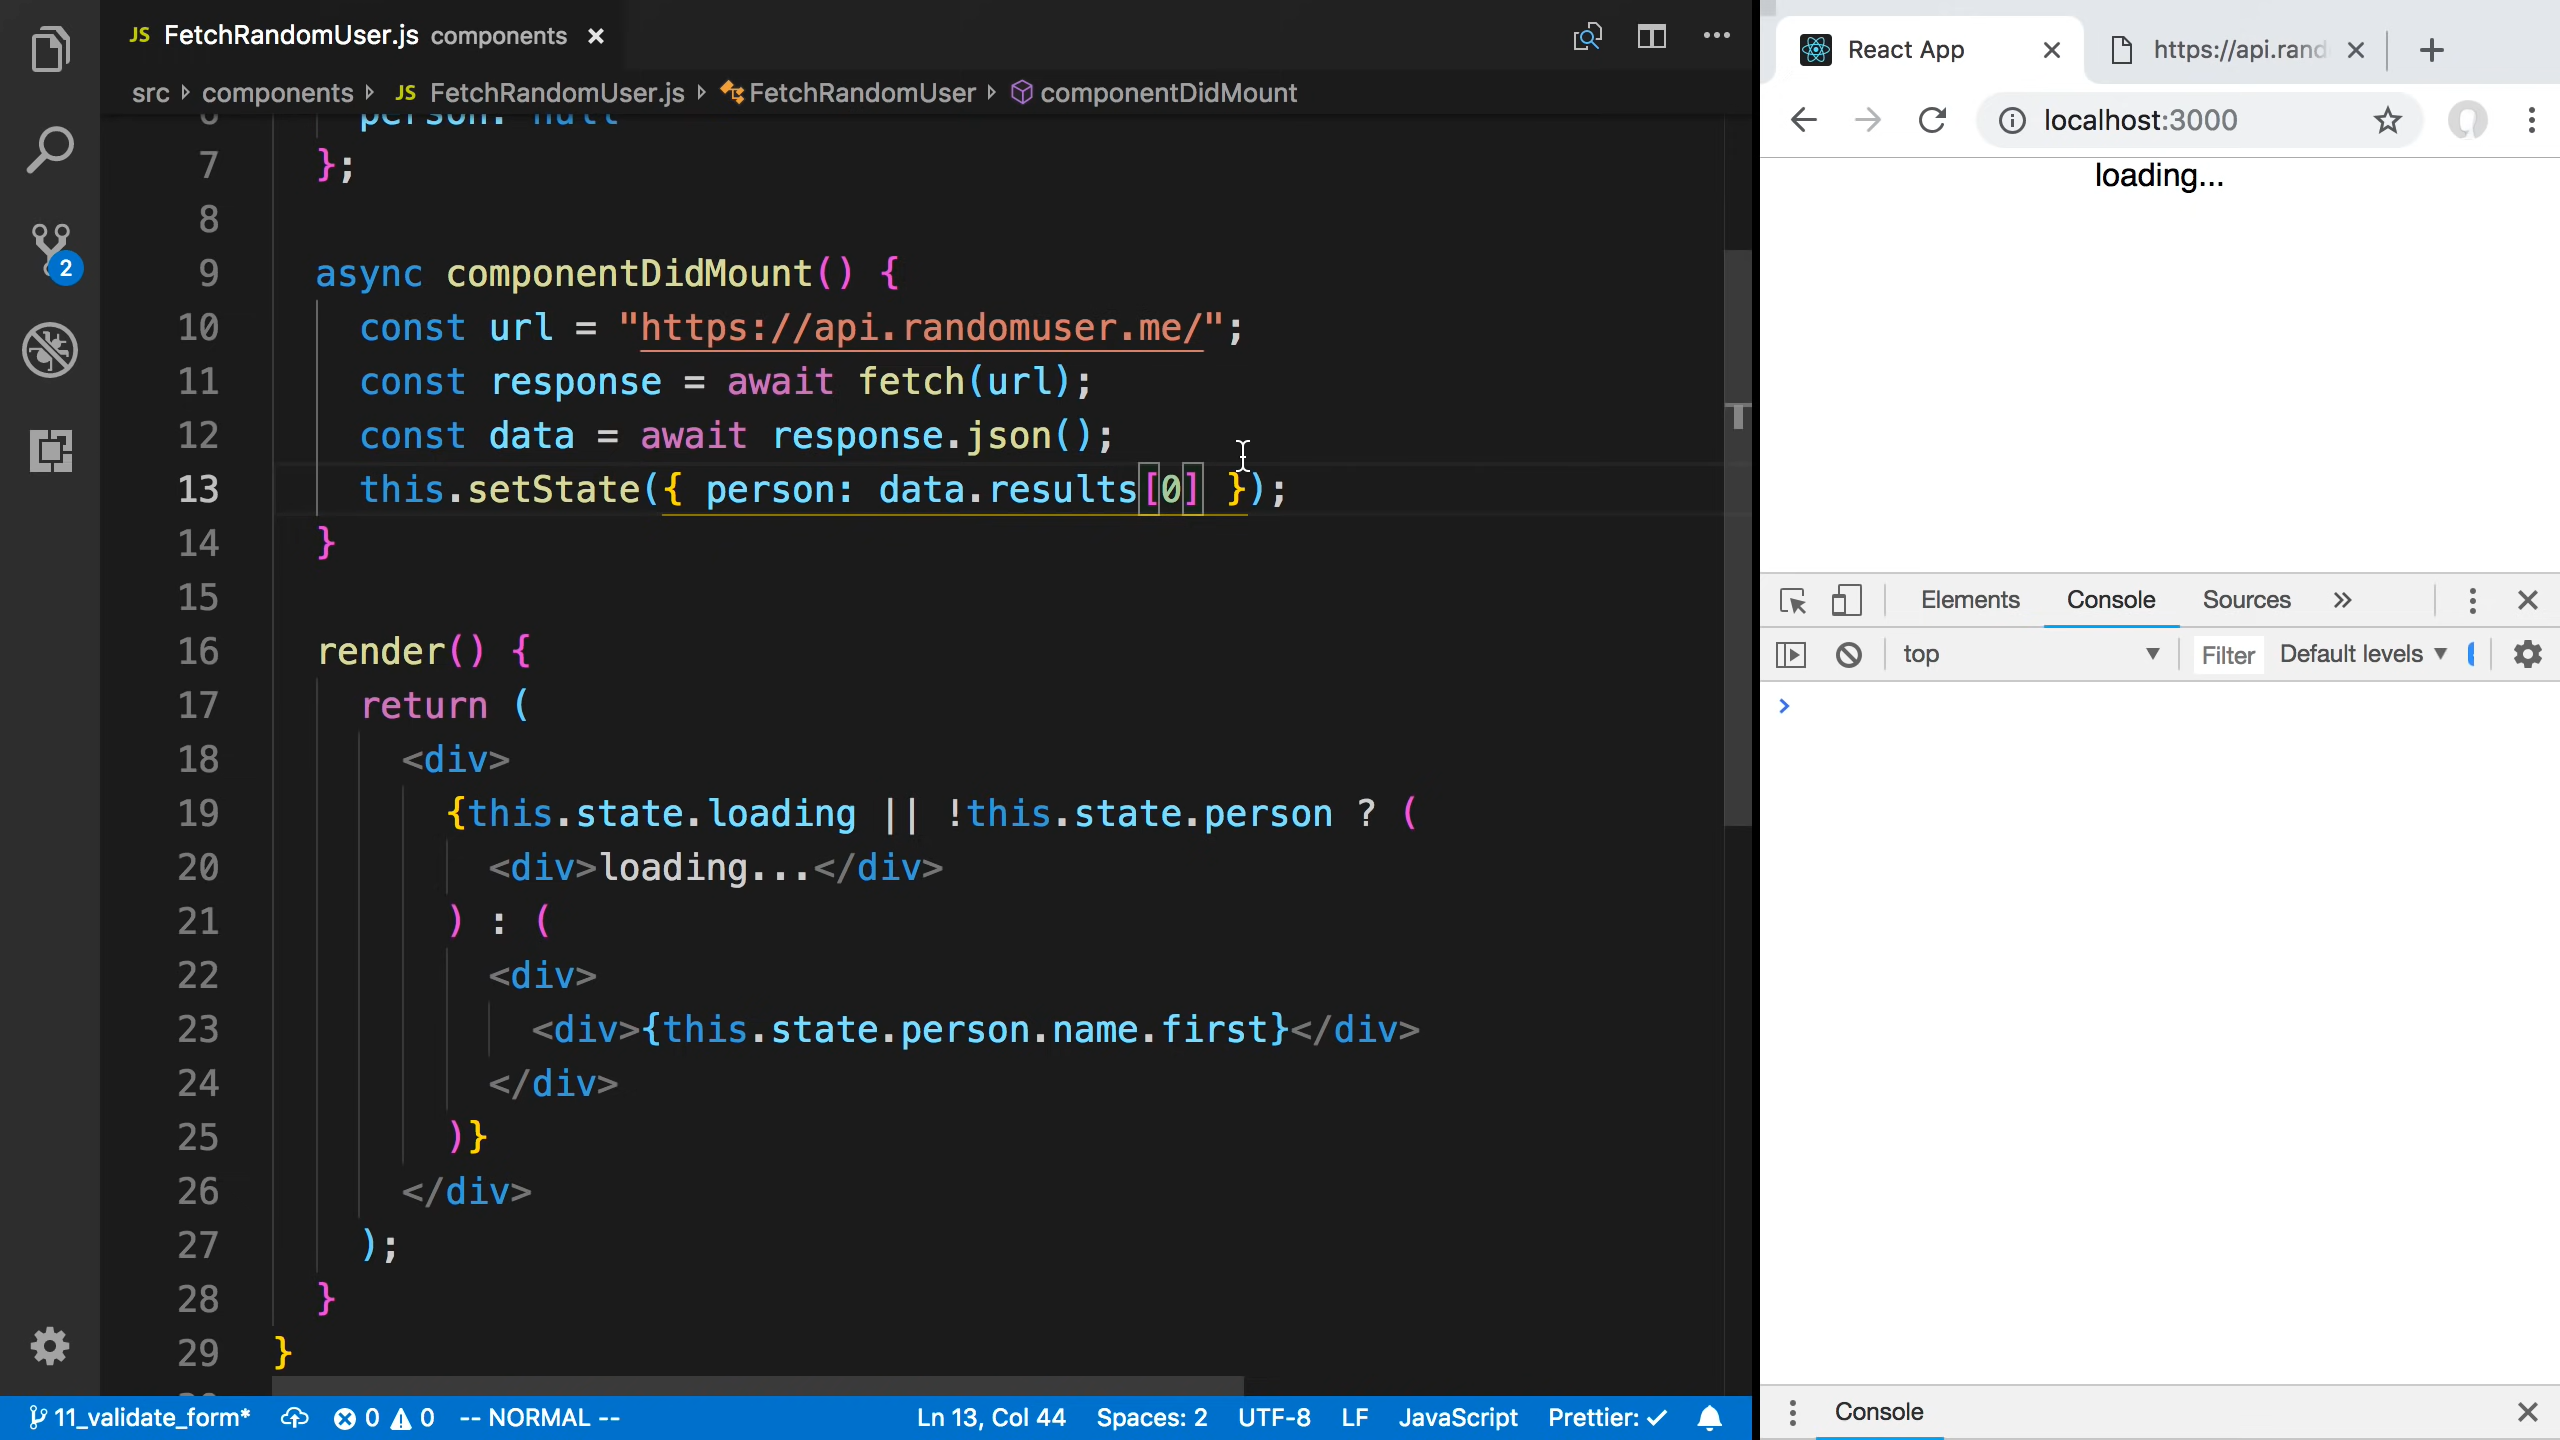 JS FetchRandomUser.js components ×
src components JS FetchRandomUser.js FetchRandomUser componentDidMount
6 person: null
7 };
8
9 async componentDidMount() {
10 const url = "https://api.randomuser.me/";
11 const response = await fetch(url);
12 const data = await response.json();
13 this.setState({ person: data.results[0] });
14 }
15
16 render() {
17 return (
18 <div>
19 {this.state.loading || !this.state.person ? (
20 <div>loading...</div>
21 ) : (
22 <div>
23 <div>{this.state.person.name.first}</div>
24 </div>
25 )}
26 </div>
27 );
28 }
29 }
2
11_validate_form* 0 0 -- NORMAL -- Ln 13, Col 44 Spaces: 2 UTF-8 LF JavaScript Prettier: ✓
React App https://api.rand
localhost:3000
loading...
Elements Console Sources »
top Filter Default levels
>
Console